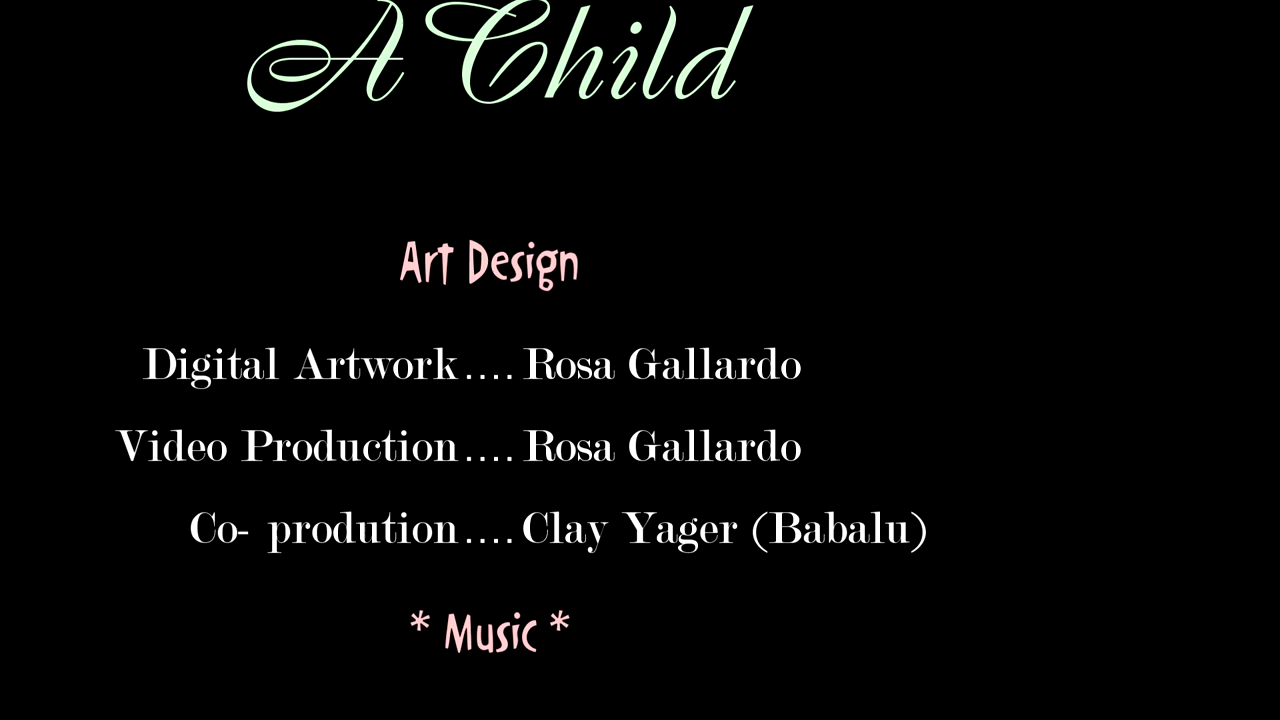 A Child
Art Design
Digital Artwork .... Rosa Gallardo
Video Production .... Rosa Gallardo
Co- prodution .... Clay Yager (Babalu)
* Music *